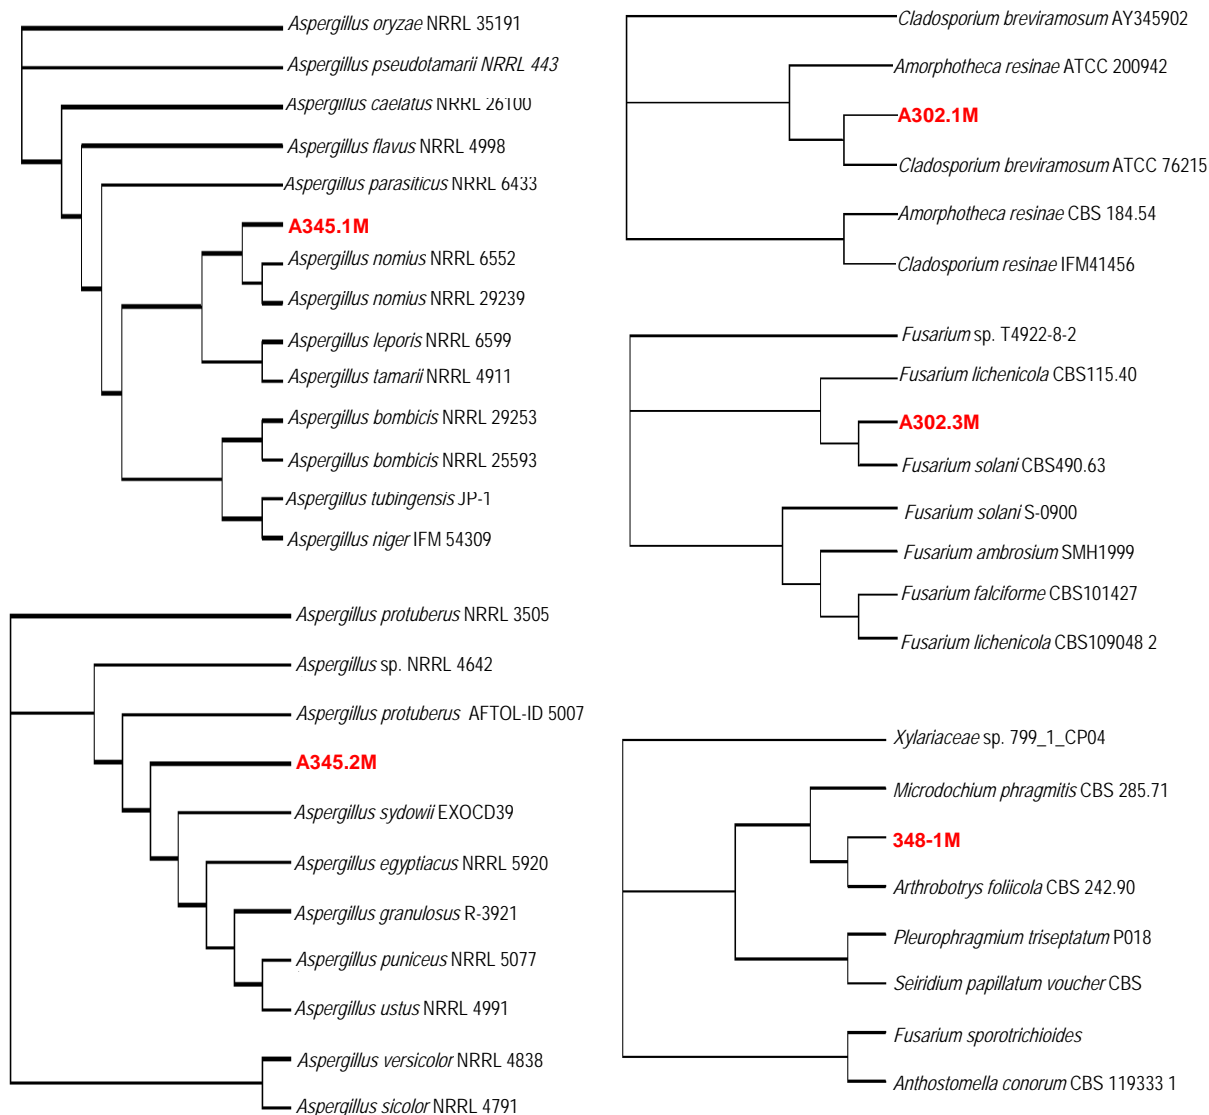 Aspergillus oryzae NRRL 35191
Aspergillus pseudotamarii NRRL 443
Aspergillus caelatus NRRL 26100
Aspergillus flavus NRRL 4998
Aspergillus parasiticus NRRL 6433
A345.1M
Aspergillus nomius NRRL 6552
Aspergillus nomius NRRL 29239
Aspergillus leporis NRRL 6599
Aspergillus tamarii NRRL 4911
Aspergillus bombicis NRRL 29253
Aspergillus bombicis NRRL 25593
Aspergillus tubingensis JP-1
Aspergillus niger IFM 54309
Aspergillus protuberus NRRL 3505
Aspergillus sp. NRRL 4642
Aspergillus protuberus AFTOL-ID 5007
A345.2M
Aspergillus sydowii EXOCD39
Aspergillus egyptiacus NRRL 5920
Aspergillus granulosus R-3921
Aspergillus puniceus NRRL 5077
Aspergillus ustus NRRL 4991
Aspergillus versicolor NRRL 4838
Aspergillus sicolor NRRL 4791
Cladosporium breviramosum AY345902
Amorphotheca resinae ATCC 200942
A302.1M
Cladosporium breviramosum ATCC 76215
Amorphotheca resinae CBS 184.54
Cladosporium resinae IFM41456
Fusarium sp. T4922-8-2
Fusarium lichenicola CBS115.40
A302.3M
Fusarium solani CBS490.63
Fusarium solani S-0900
Fusarium ambrosium SMH1999
Fusarium falciforme CBS101427
Fusarium lichenicola CBS109048 2
Xylariaceae sp. 799_1_CP04
Microdochium phragmitis CBS 285.71
348-1M
Arthrobotrys foliicola CBS 242.90
Pleurophragmium triseptatum P018
Seiridium papillatum voucher CBS
Fusarium sporotrichioides
Anthostomella conorum CBS 119333 1